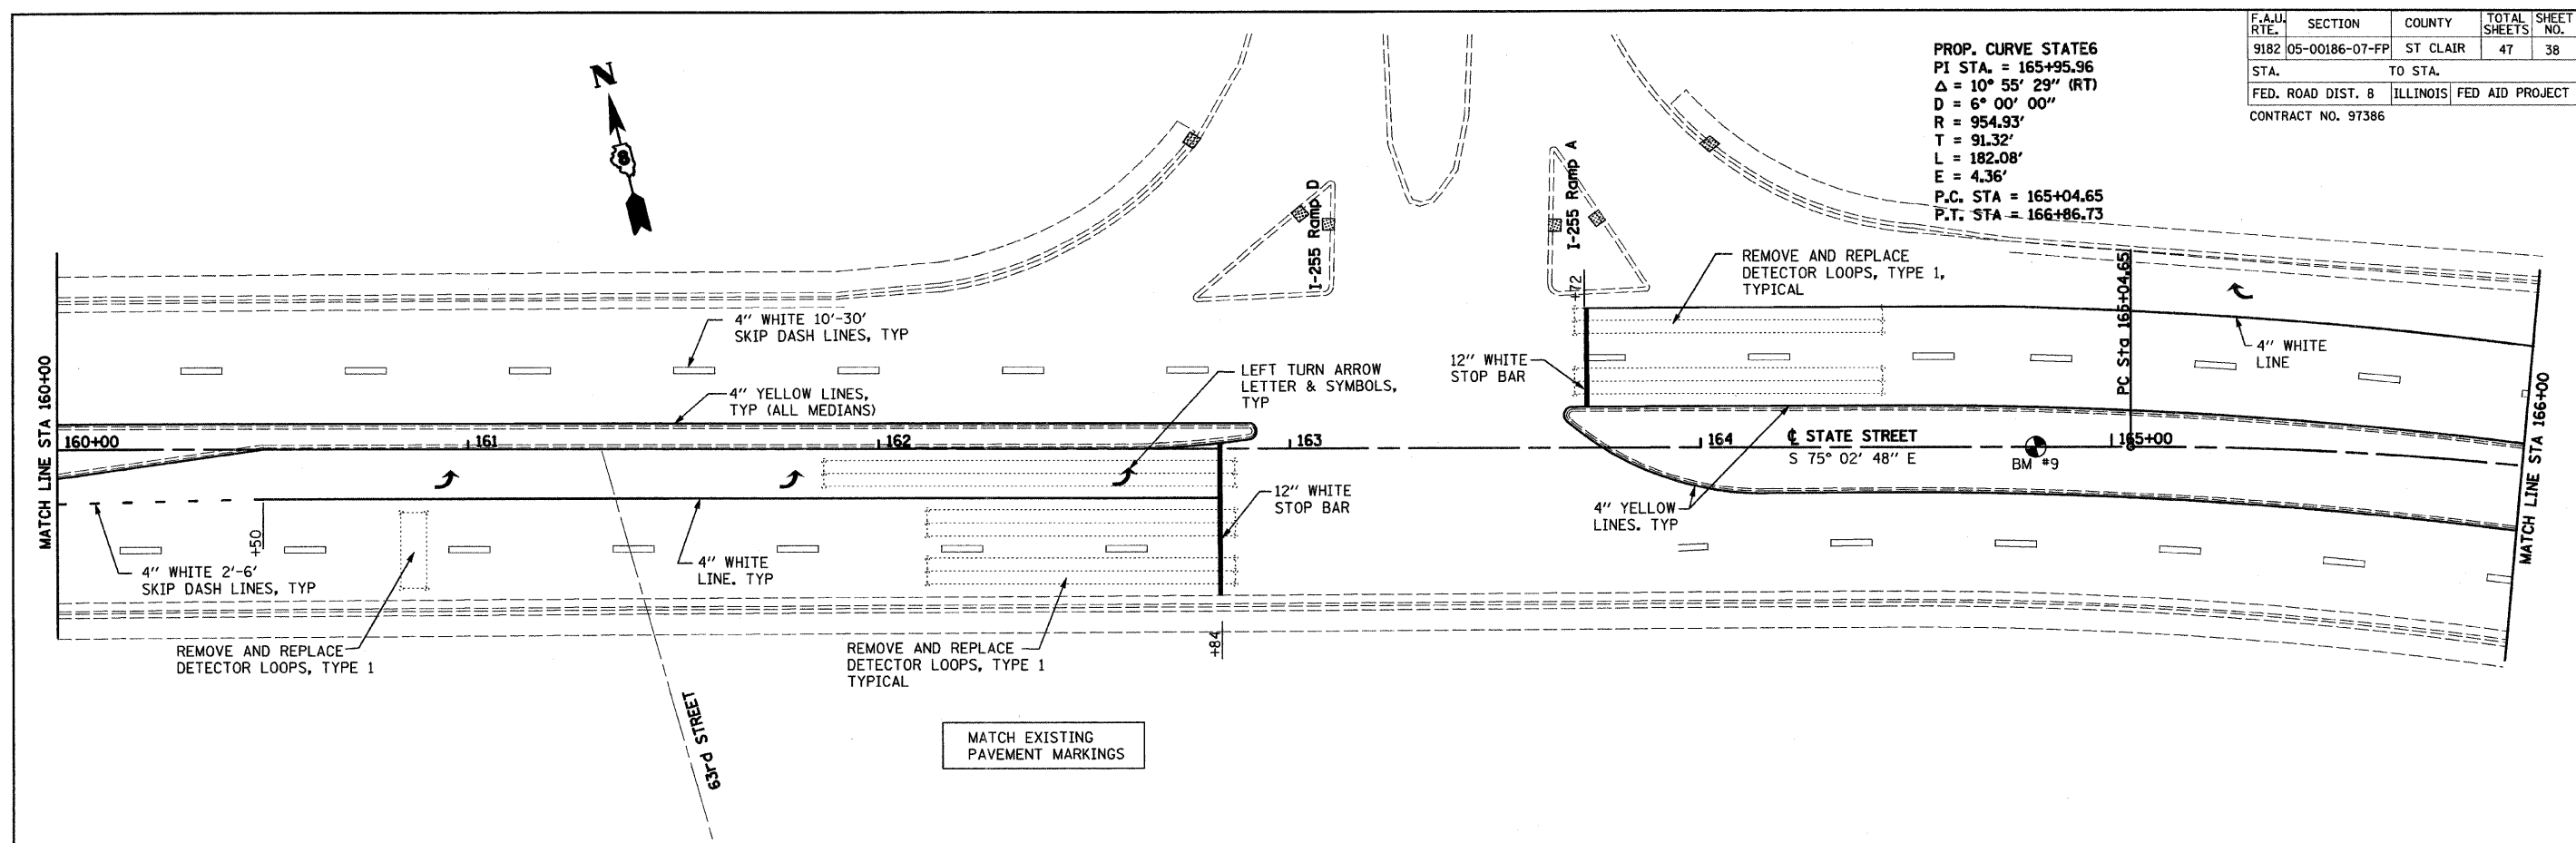 F.A.U. RTE. SECTION COUNTY TOTAL SHEETS SHEET NO.
9182 05-00186-07-FP ST CLAIR 47 38
STA. TO STA.
FED. ROAD DIST. 8 ILLINOIS FED AID PROJECT
CONTRACT NO. 97386
PROP. CURVE STATE6
PI STA. = 165+95.96
Δ = 10° 55' 29" (RT)
D = 6° 00' 00"
R = 954.93'
T = 91.32'
L = 182.08'
E = 4.36'
P.C. STA = 165+04.65
P.T. STA = 166+86.73
N
8
I-255 Ramp D
I-255 Ramp A
REMOVE AND REPLACE
DETECTOR LOOPS, TYPE 1,
TYPICAL
+72
PC Sta 165+04.65
4" WHITE 10'-30'
SKIP DASH LINES, TYP
4" WHITE
LINE
12" WHITE
STOP BAR
LEFT TURN ARROW
LETTER & SYMBOLS,
TYP
4" YELLOW LINES,
TYP (ALL MEDIANS)
MATCH LINE STA 160+00
MATCH LINE STA 166+00
160+00
161
162
163
164
℄ STATE STREET
S 75° 02' 48" E
165+00
BM #9
12" WHITE
STOP BAR
4" YELLOW
LINES. TYP
+50
4" WHITE 2'-6'
SKIP DASH LINES, TYP
4" WHITE
LINE. TYP
+84
REMOVE AND REPLACE
DETECTOR LOOPS, TYPE 1
REMOVE AND REPLACE
DETECTOR LOOPS, TYPE 1
TYPICAL
63rd STREET
MATCH EXISTING
PAVEMENT MARKINGS